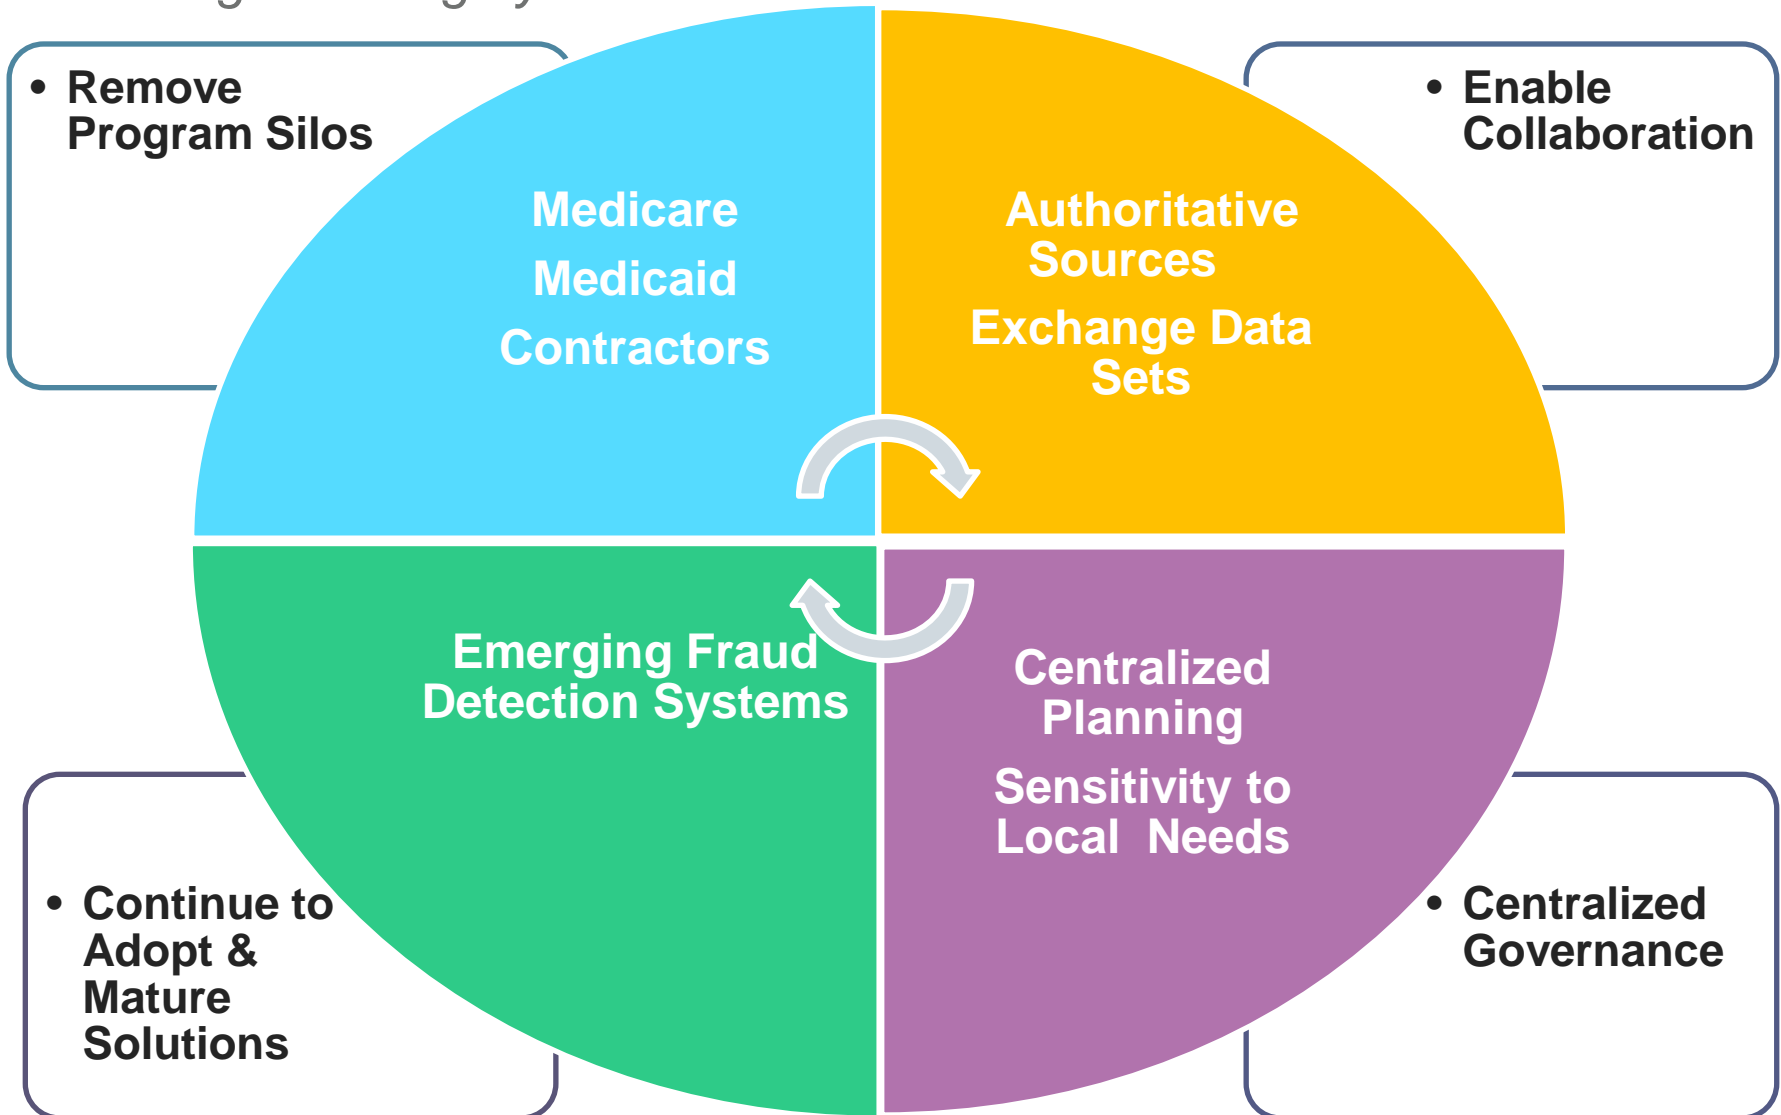 • Remove
Program Silos
• Enable
Collaboration
Medicare
Medicaid
Contractors
Authoritative
Sources
Exchange Data
Sets
Emerging Fraud
Detection Systems
Centralized
Planning
Sensitivity to
Local Needs
• Continue to
Adopt &
Mature
Solutions
• Centralized
Governance